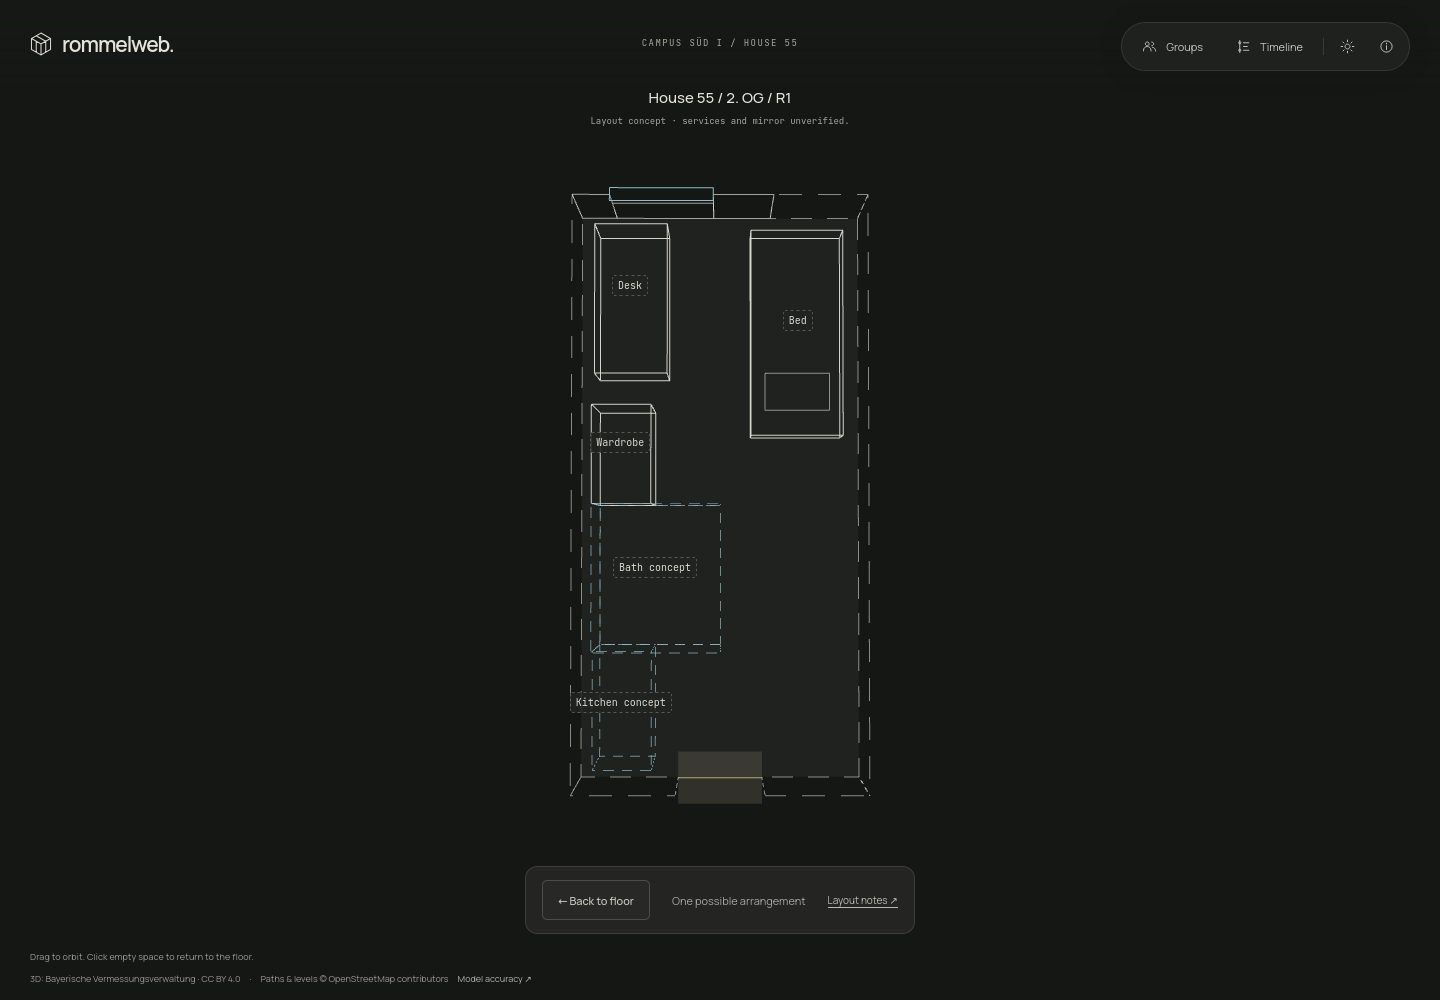 rommelweb.
CAMPUS SÜD I / HOUSE 55
Groups
Timeline
House 55 / 2. OG / R1
Layout concept · services and mirror unverified.
Desk
Bed
Wardrobe
Bath concept
Kitchen concept
← Back to floor
One possible arrangement
Layout notes ↗
Drag to orbit. Click empty space to return to the floor.
3D: Bayerische Vermessungsverwaltung · CC BY 4.0 · Paths & levels © OpenStreetMap contributors Model accuracy ↗